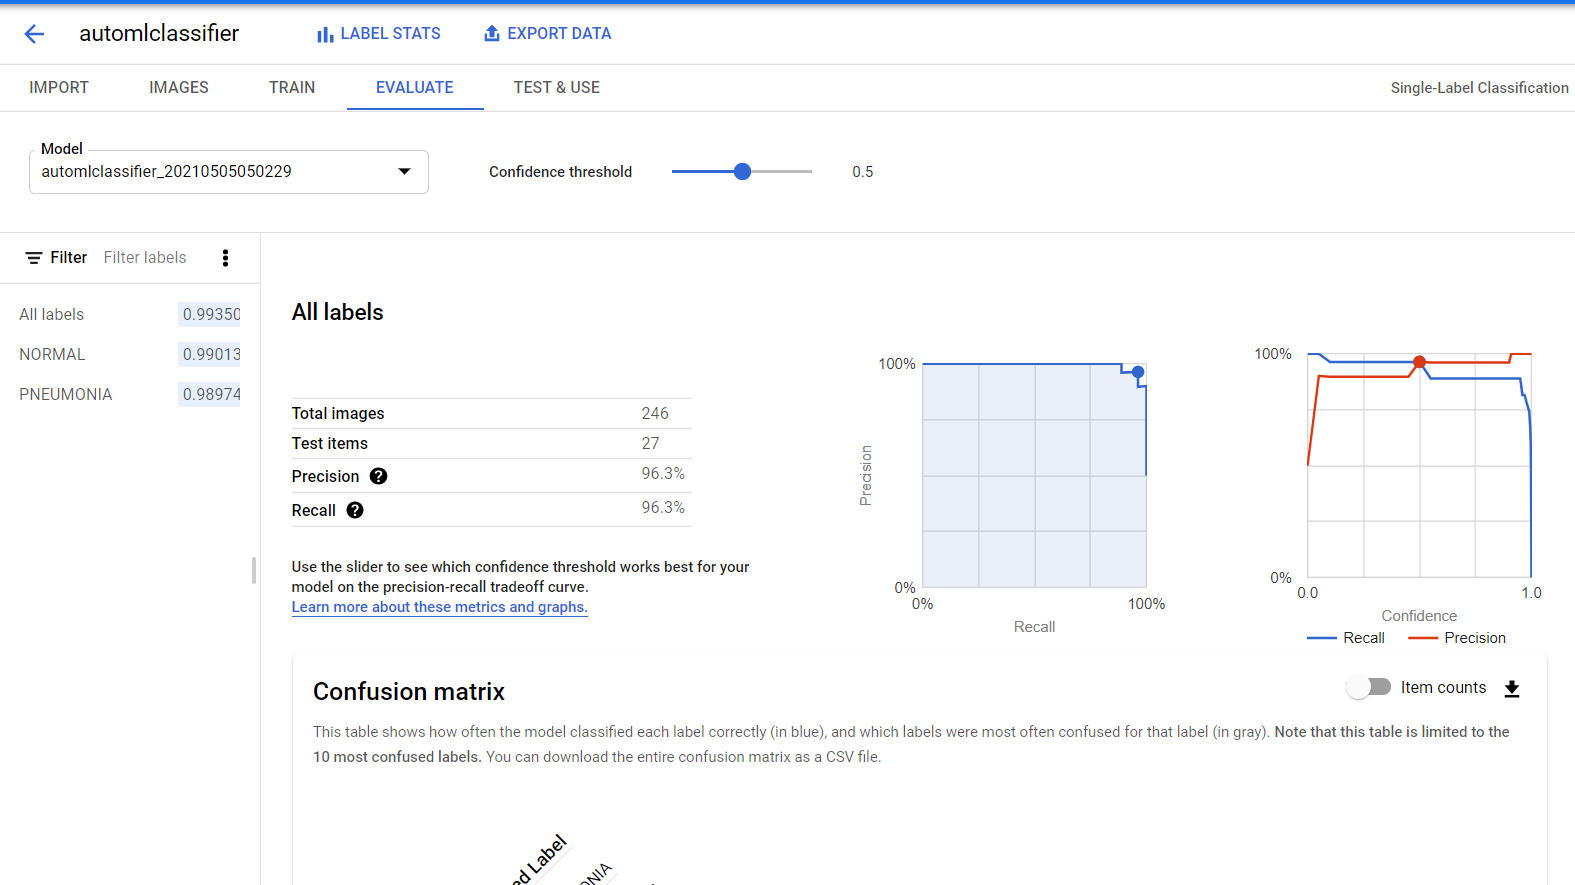 automlclassifier
LABEL STATS
EXPORT DATA
IMPORT
IMAGES
TRAIN
EVALUATE
TEST & USE
Single-Label Classification
Model
automlclassifier_20210505050229
Confidence threshold
0.5
Filter
Filter labels
All labels 0.99350
NORMAL 0.99013
PNEUMONIA 0.98974
All labels
Total images 246
Test items 27
Precision ? 96.3%
Recall ? 96.3%
Use the slider to see which confidence threshold works best for your
model on the precision-recall tradeoff curve.
Learn more about these metrics and graphs.
100%
Precision
0%
0%
100%
Recall
100%
0%
0.0
1.0
Confidence
Recall
Precision
Confusion matrix
Item counts
This table shows how often the model classified each label correctly (in blue), and which labels were most often confused for that label (in gray). Note that this table is limited to the
10 most confused labels. You can download the entire confusion matrix as a CSV file.
ed Label
ONIA